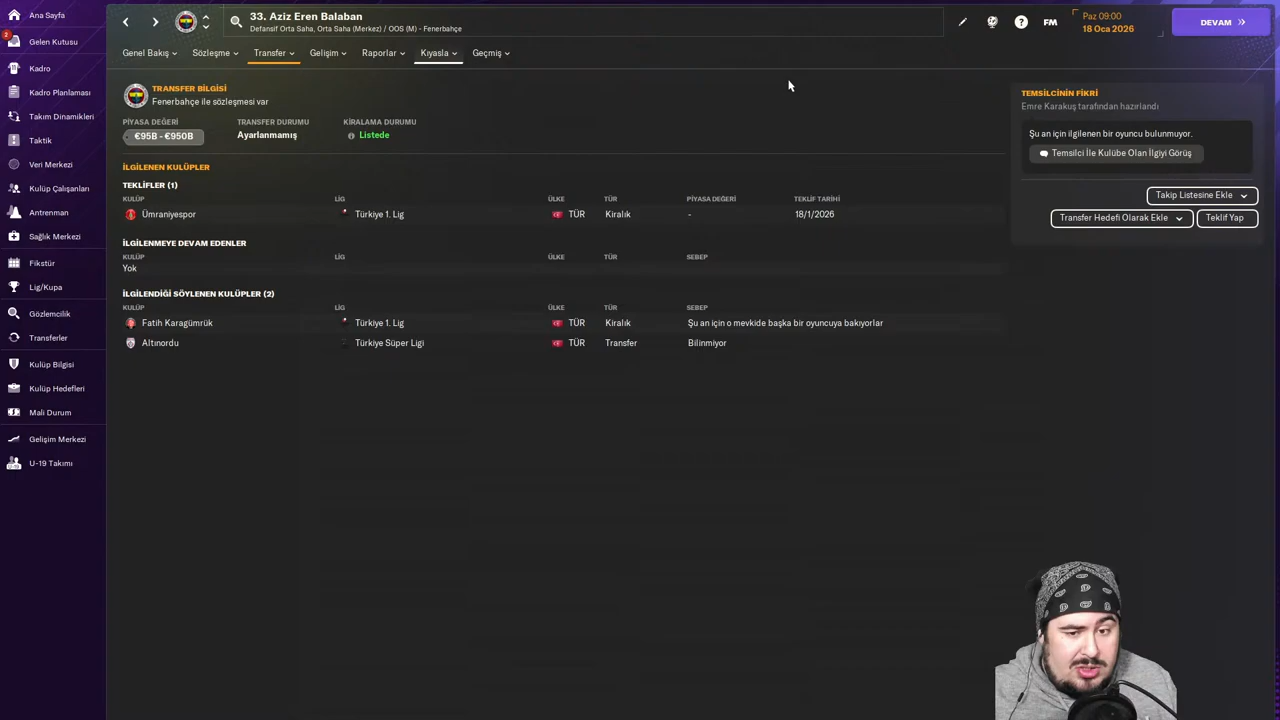 Ana Sayfa
2
Gelen Kutusu
Kadro
Kadro Planlaması
Takım Dinamikleri
Taktik
Veri Merkezi
Kulüp Çalışanları
Antrenman
Sağlık Merkezi
Fikstür
Lig/Kupa
Gözlemcilik
Transferler
Kulüp Bilgisi
Kulüp Hedefleri
Mali Durum
Gelişim Merkezi
U-19
U-19 Takımı
33. Aziz Eren Balaban
Defansif Orta Saha, Orta Saha (Merkez) / OOS (M) - Fenerbahçe
FM
Paz 09:00
18 Oca 2026
DEVAM
Genel Bakış
Sözleşme
Transfer
Gelişim
Raporlar
Kıyasla
Geçmiş
TRANSFER BİLGİSİ
Fenerbahçe ile sözleşmesi var
PİYASA DEĞERİ TRANSFER DURUMU KİRALAMA DURUMU
€95B - €950B Ayarlanmamış Listede
İLGİLENEN KULÜPLER
TEKLİFLER (1)
KULÜP LİG ÜLKE TÜR PİYASA DEĞERİ TEKLİF TARİHİ
Ümraniyespor Türkiye 1. Lig TÜR Kiralık - 18/1/2026
İLGİLENMEYE DEVAM EDENLER
KULÜP LİG ÜLKE TÜR SEBEP
Yok
İLGİLENDİĞİ SÖYLENEN KULÜPLER (2)
KULÜP LİG ÜLKE TÜR SEBEP
Fatih Karagümrük Türkiye 1. Lig TÜR Kiralık Şu an için o mevkide başka bir oyuncuya bakıyorlar
Altınordu Türkiye Süper Ligi TÜR Transfer Bilinmiyor
TEMSİLCİNİN FİKRİ
Emre Karakuş tarafından hazırlandı
Şu an için ilgilenen bir oyuncu bulunmuyor.
Temsilci İle Kulübe Olan İlgiyi Görüş
Takip Listesine Ekle
Transfer Hedefi Olarak Ekle
Teklif Yap